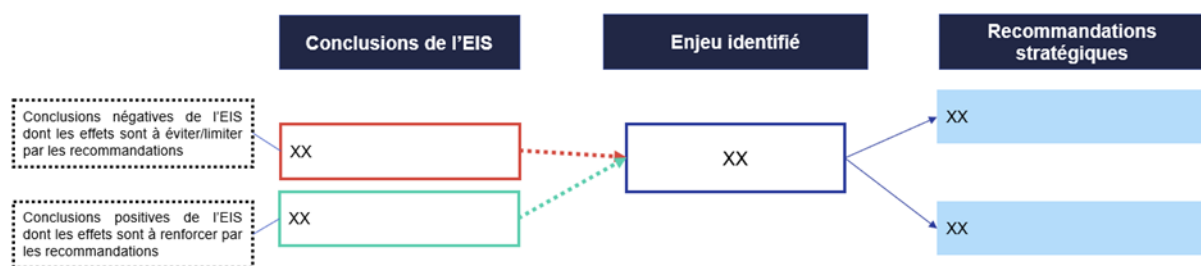 Conclusions de l’EIS
Enjeu identifié
Recommandations
stratégiques
Conclusions négatives de l’EIS
dont les effets sont à éviter/limiter
par les recommandations
XX
XX
XX
Conclusions positives de l’EIS
dont les effets sont à renforcer par
les recommandations
XX
XX